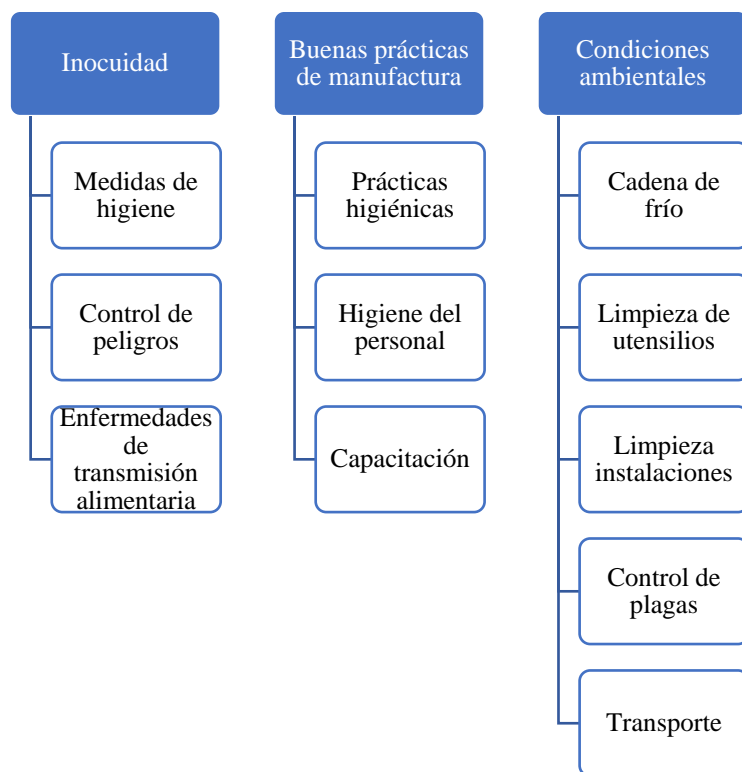 Inocuidad
Medidas de
higiene
Control de
peligros
Enfermedades
de
transmisión
alimentaria
Buenas prácticas
de manufactura
Prácticas
higiénicas
Higiene del
personal
Capacitación
Condiciones
ambientales
Cadena de
frío
Limpieza de
utensilios
Limpieza
instalaciones
Control de
plagas
Transporte